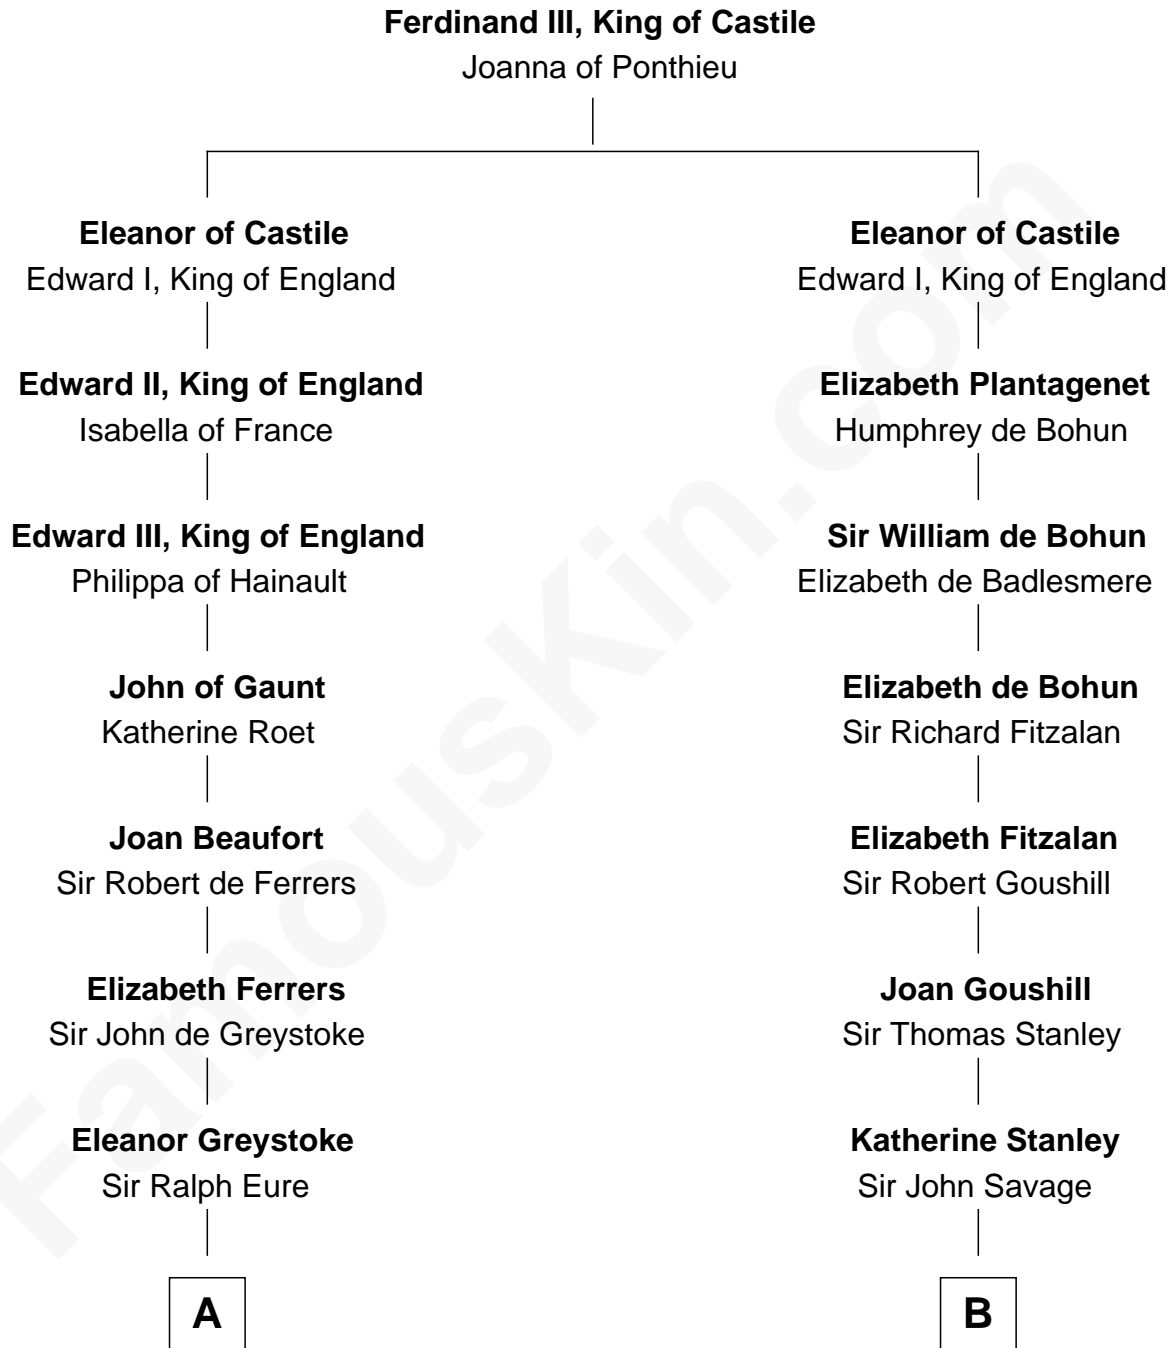 Ferdinand III, King of Castile
Joanna of Ponthieu
Eleanor of Castile
Edward I, King of England
Edward II, King of England
Isabella of France
Edward III, King of England
Philippa of Hainault
John of Gaunt
Katherine Roet
Joan Beaufort
Sir Robert de Ferrers
Elizabeth Ferrers
Sir John de Greystoke
Eleanor Greystoke
Sir Ralph Eure
A
Eleanor of Castile
Edward I, King of England
Elizabeth Plantagenet
Humphrey de Bohun
Sir William de Bohun
Elizabeth de Badlesmere
Elizabeth de Bohun
Sir Richard Fitzalan
Elizabeth Fitzalan
Sir Robert Goushill
Joan Goushill
Sir Thomas Stanley
Katherine Stanley
Sir John Savage
B
FamousKin.com